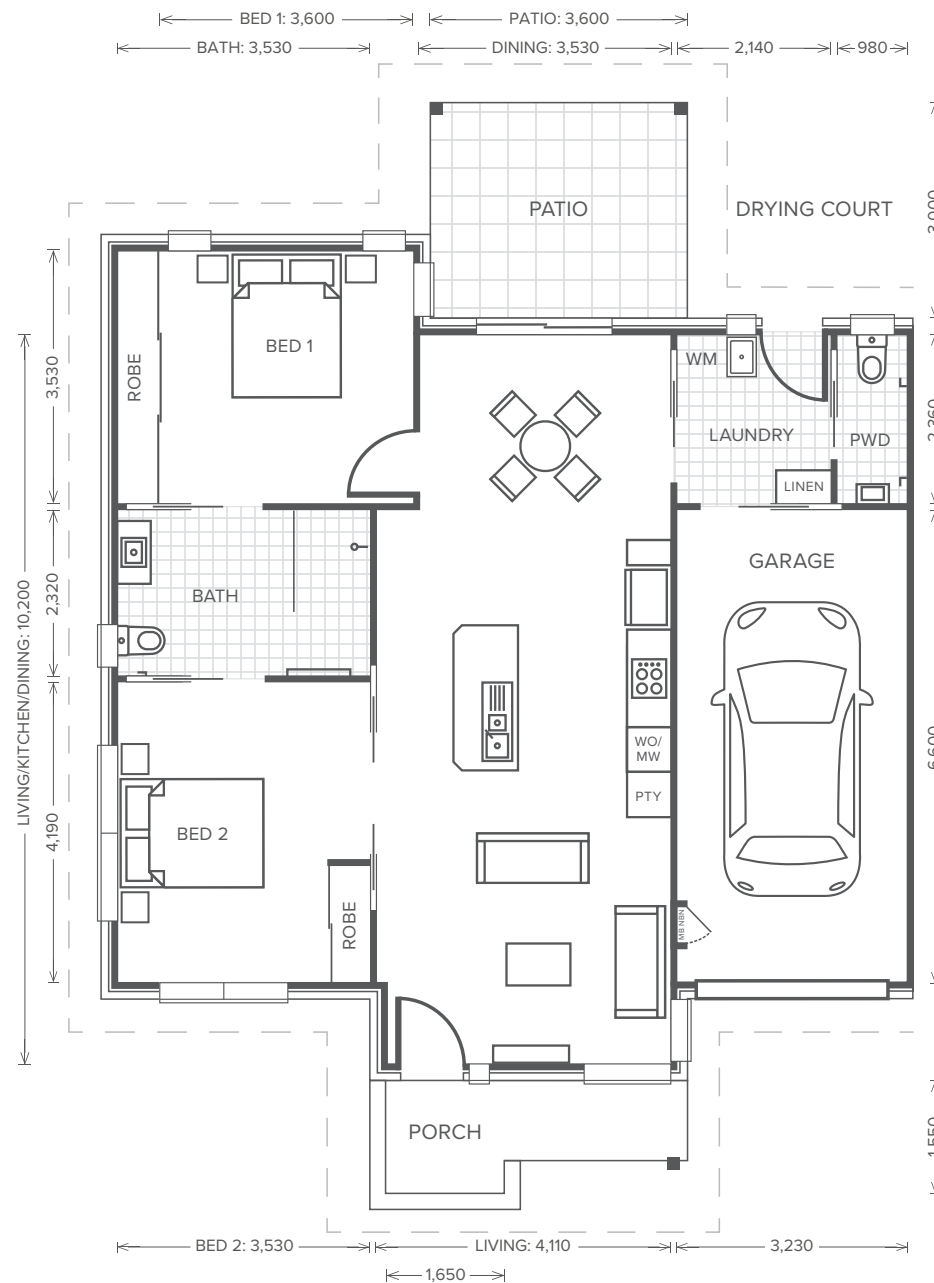 BED 1: 3,600
PATIO: 3,600
BATH: 3,530
DINING: 3,530
2,140
980
PATIO
DRYING COURT
3,000
BED 1
ROBE
3,530
WM
LAUNDRY
PWD
2,360
LINEN
GARAGE
BATH
2,320
LIVING/KITCHEN/DINING: 10,200
WO/
MW
PTY
6,600
BED 2
4,190
ROBE
MB NBN
PORCH
1,550
BED 2: 3,530
LIVING: 4,110
3,230
1,650